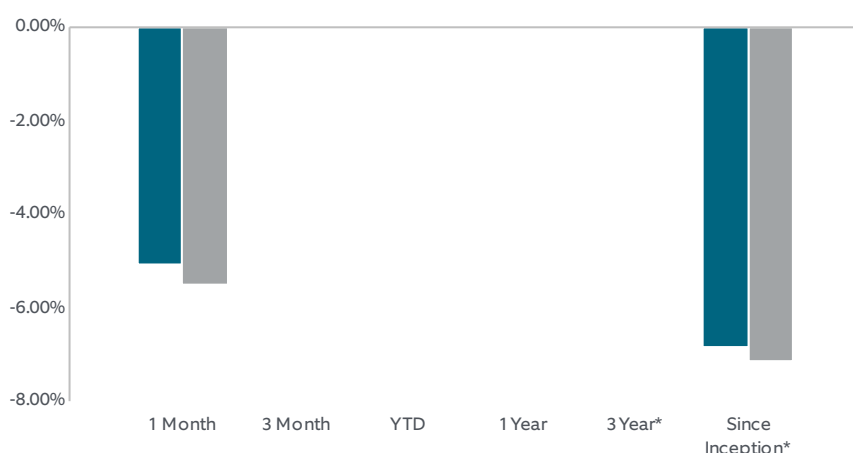 0.00%
-2.00%
-4.00%
-6.00%
-8.00%
1 Month 3 Month YTD 1 Year 3 Year* Since
Inception*